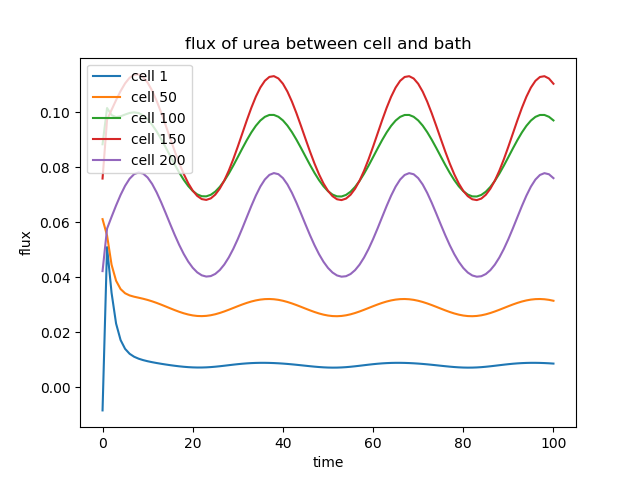 flux of urea between cell and bath
cell 1
cell 50
cell 100
cell 150
cell 200
0.10
0.08
0.06
0.04
0.02
0.00
flux
0 20 40 60 80 100
time